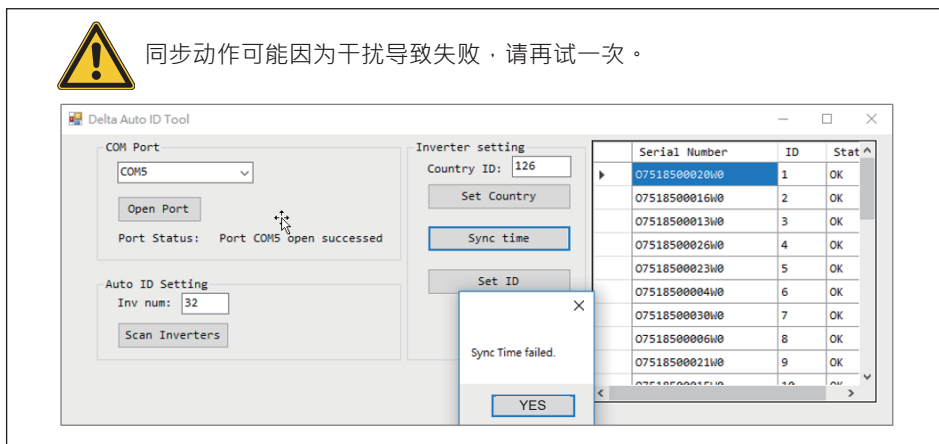 同步动作可能因为干扰导致失败，请再试一次。
Delta Auto ID Tool
COM Port
COM5
Open Port
Port Status: Port COM5 open successed
Auto ID Setting
Inv num: 32
Scan Inverters
Inverter setting
Country ID: 126
Set Country
Sync time
Set ID
Sync Time failed.
YES
Serial Number ID Stat
O7518500020W0 1 OK
O7518500016W0 2 OK
O7518500013W0 3 OK
O7518500026W0 4 OK
O7518500023W0 5 OK
O7518500004W0 6 OK
O7518500030W0 7 OK
O7518500006W0 8 OK
O7518500021W0 9 OK